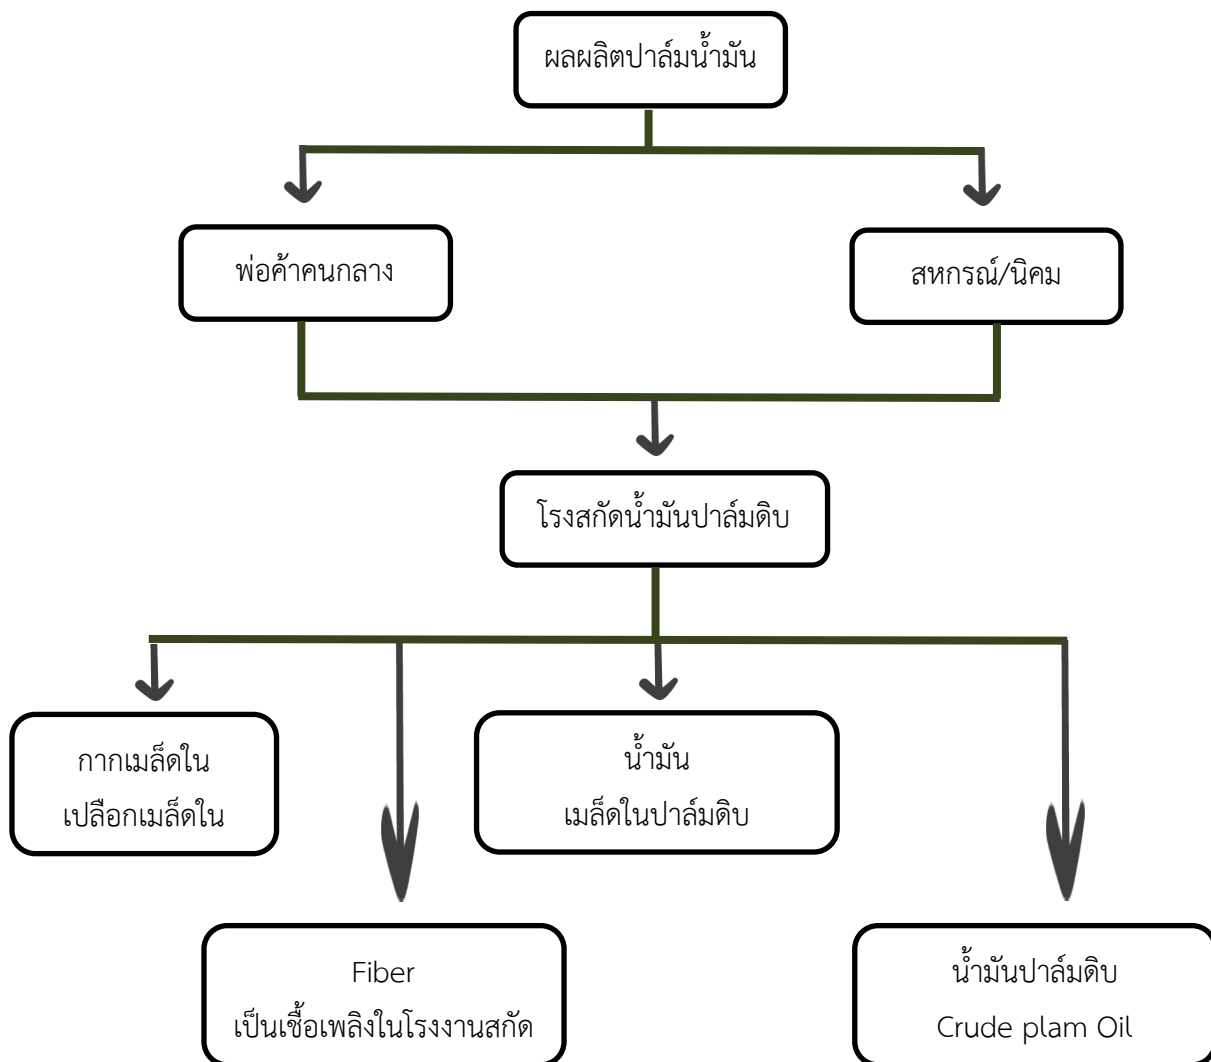 ผลผลิตปาล์มน้ำมัน
พ่อค้าคนกลาง
สหกรณ์/นิคม
โรงสกัดน้ำมันปาล์มดิบ
กากเมล็ดใน
เปลือกเมล็ดใน
น้ำมัน
เมล็ดในปาล์มดิบ
Fiber
เป็นเชื้อเพลิงในโรงงานสกัด
น้ำมันปาล์มดิบ
Crude plam Oil